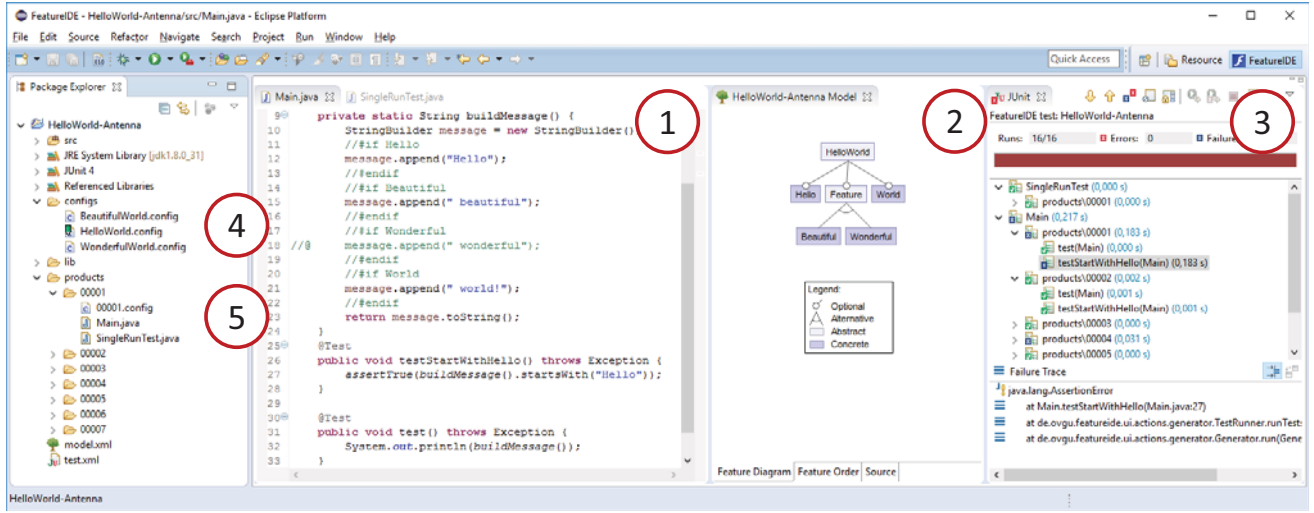 FeatureIDE - HelloWorld-Antenna/src/Main.java - Eclipse Platform
File Edit Source Refactor Navigate Search Project Run Window Help
Quick Access Resource FeatureIDE
Package Explorer
HelloWorld-Antenna
src
JRE System Library [jdk1.8.0_31]
JUnit 4
Referenced Libraries
configs
BeautifulWorld.config
HelloWorld.config
WonderfulWorld.config
lib
products
00001
00001.config
Main.java
SingleRunTest.java
00002
00003
00004
00005
00006
00007
model.xml
test.xml
4
5
Main.java SingleRunTest.java
1
9 private static String buildMessage() {
10 StringBuilder message = new StringBuilder()
11 //#if Hello
12 message.append("Hello");
13 //#endif
14 //#if Beautiful
15 message.append(" beautiful");
16 //#endif
17 //#if Wonderful
18 //@ message.append(" wonderful");
19 //#endif
20 //#if World
21 message.append(" world!");
22 //#endif
23 return message.toString();
24 }
25 @Test
26 public void testStartWithHello() throws Exception {
27 assertTrue(buildMessage().startsWith("Hello"));
28 }
29
30 @Test
31 public void test() throws Exception {
32 System.out.println(buildMessage());
33 }
HelloWorld-Antenna Model
2
HelloWorld
Hello Feature World
Beautiful Wonderful
Legend:
Optional
Alternative
Abstract
Concrete
Feature Diagram Feature Order Source
JUnit
3
FeatureIDE test: HelloWorld-Antenna
Runs: 16/16 Errors: 0 Failur
SingleRunTest (0,000 s)
products\00001 (0,000 s)
Main (0,217 s)
products\00001 (0,183 s)
test(Main) (0,000 s)
testStartWithHello(Main) (0,183 s)
products\00002 (0,002 s)
test(Main) (0,001 s)
testStartWithHello(Main) (0,001 s)
products\00003 (0,000 s)
products\00004 (0,031 s)
products\00005 (0,000 s)
Failure Trace
java.lang.AssertionError
at Main.testStartWithHello(Main.java:27)
at de.ovgu.featureide.ui.actions.generator.TestRunner.runTest:
at de.ovgu.featureide.ui.actions.generator.Generator.run(Gene
HelloWorld-Antenna